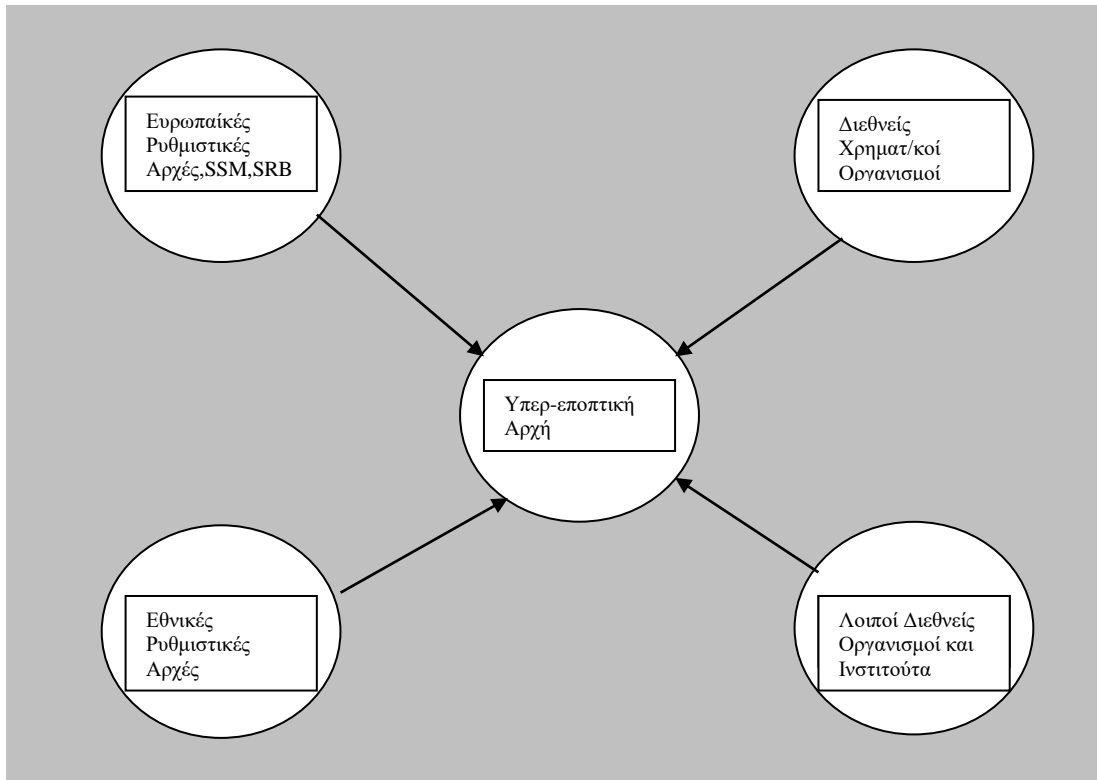 Ευρωπαίκές
Ρυθμιστικές
Αρχές,SSM,SRB
Διεθνείς
Χρηματ/κοί
Οργανισμοί
Υπερ-εποπτική
Αρχή
Εθνικές
Ρυθμιστικές
Αρχές
Λοιποί Διεθνείς
Οργανισμοί και
Ινστιτούτα